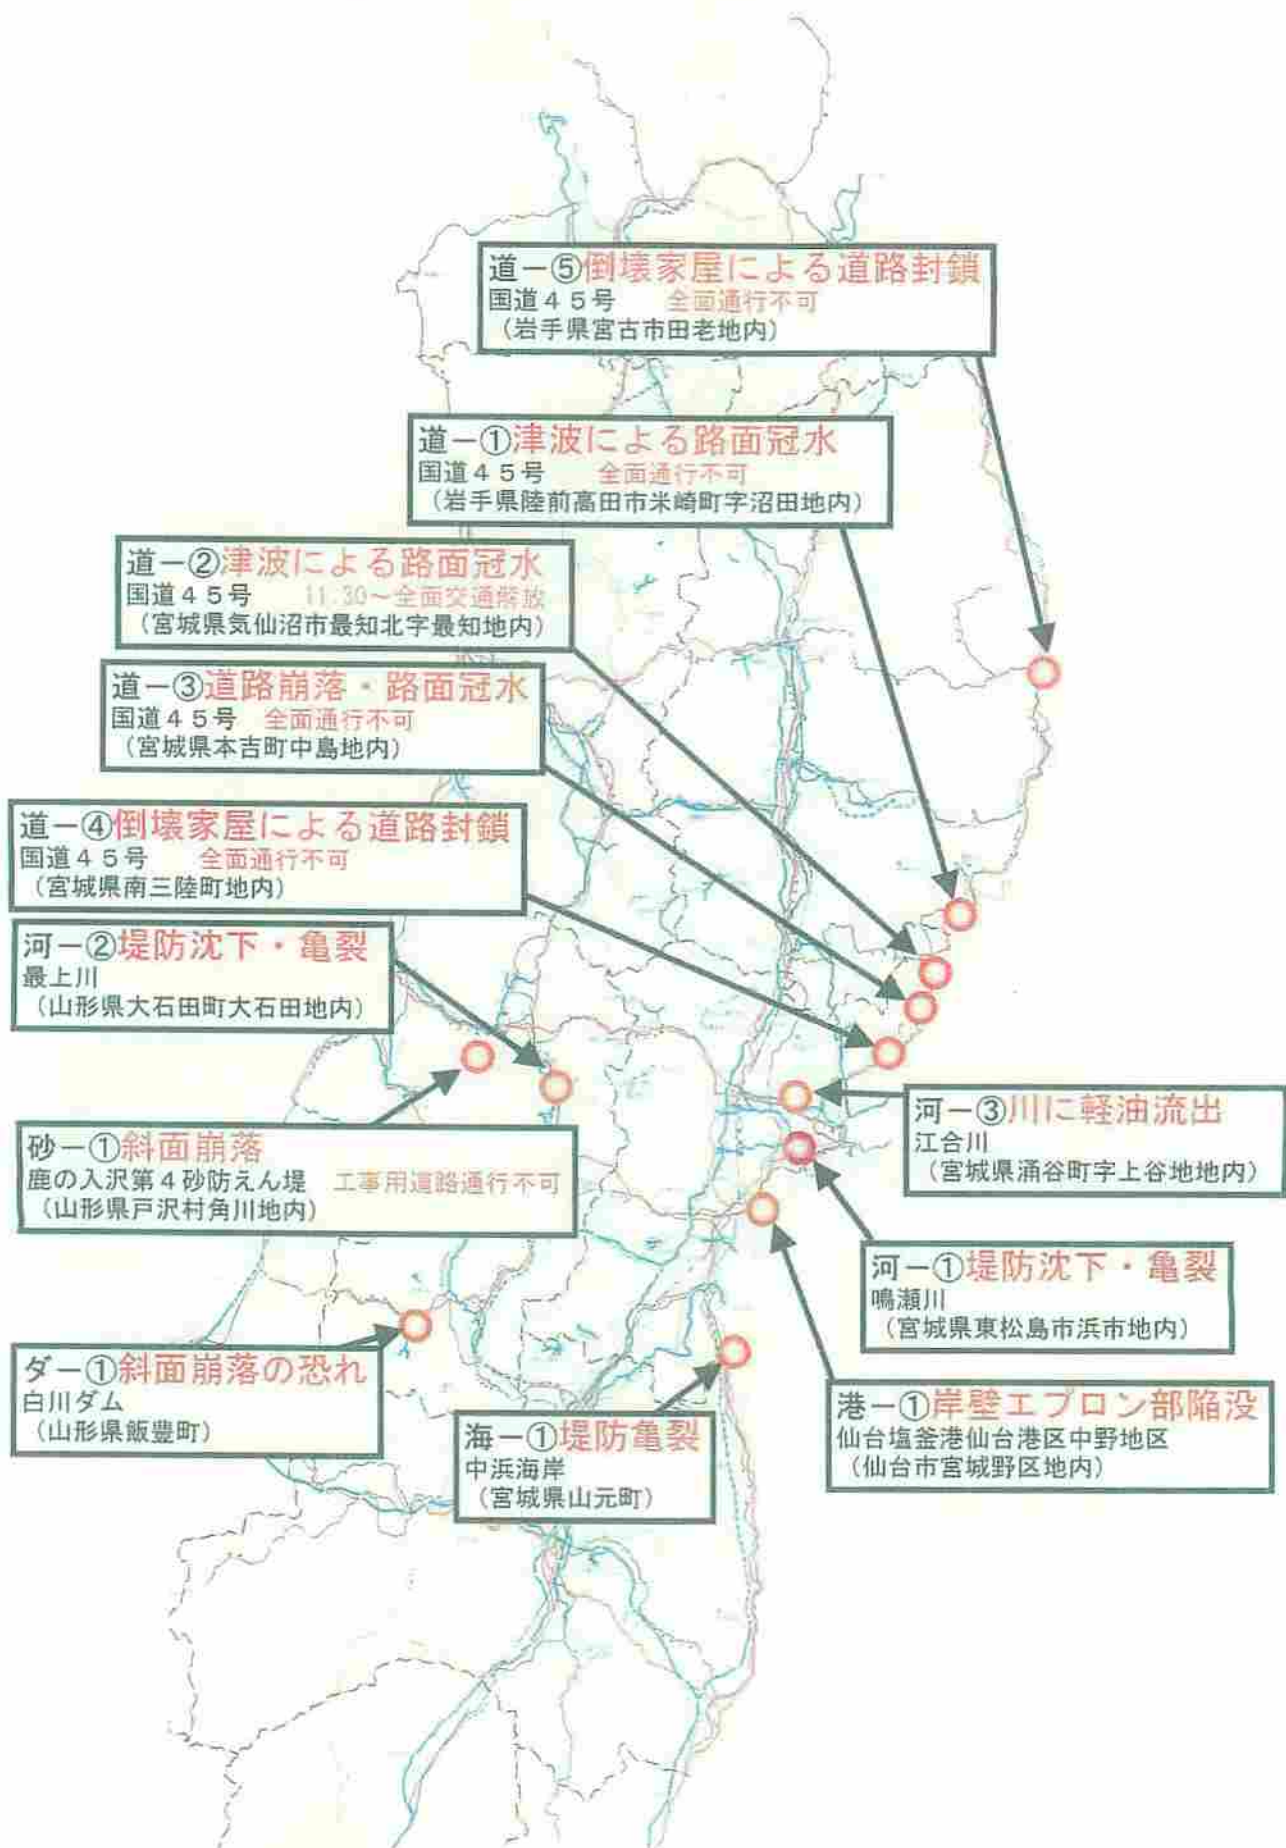 道ー⑤倒壊家屋による道路封鎖
国道４５号　全面通行不可
（岩手県宮古市田老地内）
道ー①津波による路面冠水
国道４５号　全面通行不可
（岩手県陸前高田市米崎町字沼田地内）
道ー②津波による路面冠水
国道４５号　11:30～全面交通解放
（宮城県気仙沼市最知北字最知地内）
道ー③道路崩落・路面冠水
国道４５号　全面通行不可
（宮城県本吉町中島地内）
道ー④倒壊家屋による道路封鎖
国道４５号　全面通行不可
（宮城県南三陸町地内）
河ー②堤防沈下・亀裂
最上川
（山形県大石田町大石田地内）
砂ー①斜面崩落
鹿の入沢第４砂防えん堤　工事用道路通行不可
（山形県戸沢村角川地内）
河ー③川に軽油流出
江合川
（宮城県涌谷町字上谷地地内）
河ー①堤防沈下・亀裂
鳴瀬川
（宮城県東松島市浜市地内）
ダー①斜面崩落の恐れ
白川ダム
（山形県飯豊町）
海ー①堤防亀裂
中浜海岸
（宮城県山元町）
港ー①岸壁エプロン部陥没
仙台塩釜港仙台港区中野地区
（仙台市宮城野区地内）